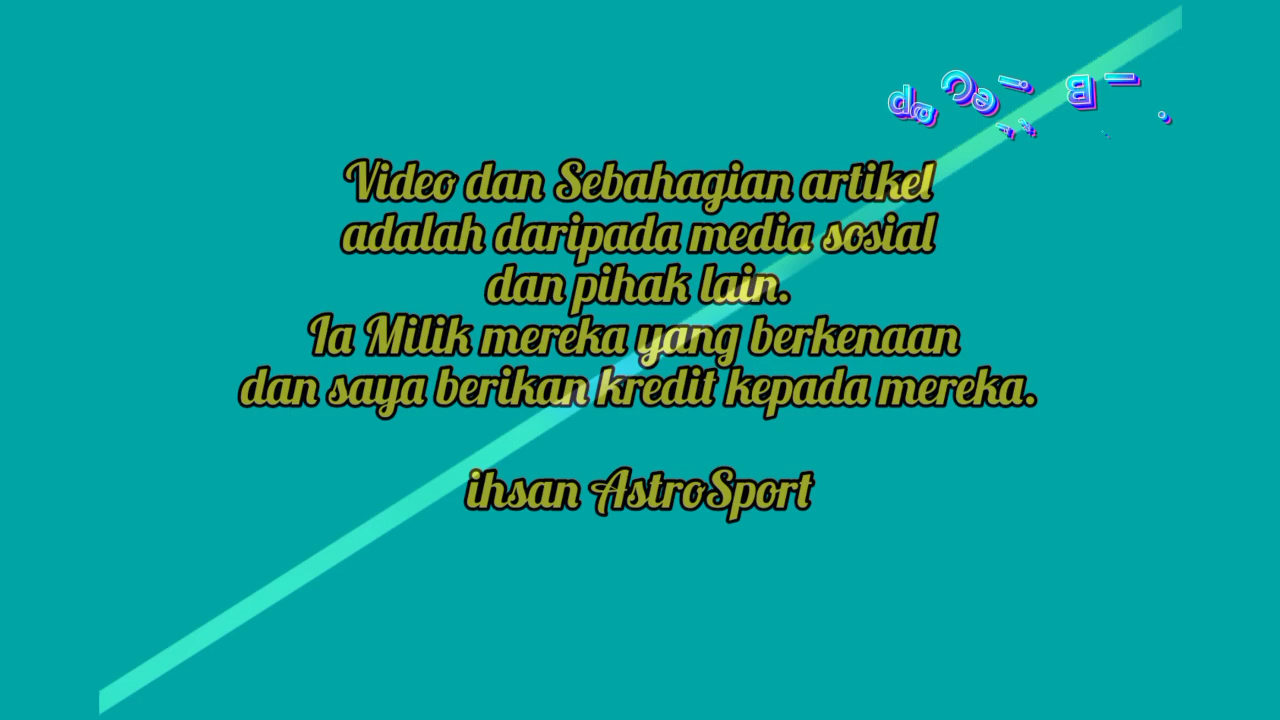 Video dan Sebahagian artikel
adalah daripada media sosial
dan pihak lain.
Ia Milik mereka yang berkenaan
dan saya berikan kredit kepada mereka.
ihsan AstroSport